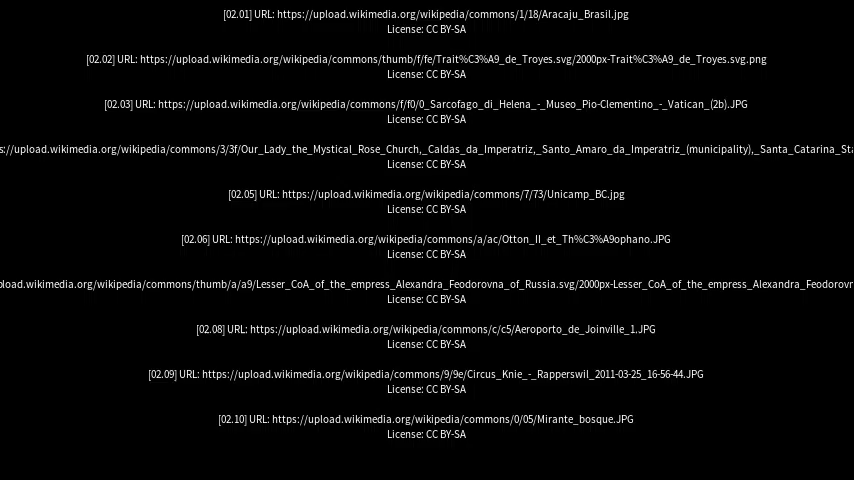 [02.01] URL: https://upload.wikimedia.org/wikipedia/commons/1/18/Aracaju_Brasil.jpg
License: CC BY-SA
[02.02] URL: https://upload.wikimedia.org/wikipedia/commons/thumb/f/fe/Trait%C3%A9_de_Troyes.svg/2000px-Trait%C3%A9_de_Troyes.svg.png
License: CC BY-SA
[02.03] URL: https://upload.wikimedia.org/wikipedia/commons/f/f0/0_Sarcofago_di_Helena_-_Museo_Pio-Clementino_-_Vatican_(2b).JPG
License: CC BY-SA
s://upload.wikimedia.org/wikipedia/commons/3/3f/Our_Lady_the_Mystical_Rose_Church,_Caldas_da_Imperatriz,_Santo_Amaro_da_Imperatriz_(municipality),_Santa_Catarina_Sta
License: CC BY-SA
[02.05] URL: https://upload.wikimedia.org/wikipedia/commons/7/73/Unicamp_BC.jpg
License: CC BY-SA
[02.06] URL: https://upload.wikimedia.org/wikipedia/commons/a/ac/Otton_II_et_Th%C3%A9ophano.JPG
License: CC BY-SA
pload.wikimedia.org/wikipedia/commons/thumb/a/a9/Lesser_CoA_of_the_empress_Alexandra_Feodorovna_of_Russia.svg/2000px-Lesser_CoA_of_the_empress_Alexandra_Feodorovn
License: CC BY-SA
[02.08] URL: https://upload.wikimedia.org/wikipedia/commons/c/c5/Aeroporto_de_Joinville_1.JPG
License: CC BY-SA
[02.09] URL: https://upload.wikimedia.org/wikipedia/commons/9/9e/Circus_Knie_-_Rapperswil_2011-03-25_16-56-44.JPG
License: CC BY-SA
[02.10] URL: https://upload.wikimedia.org/wikipedia/commons/0/05/Mirante_bosque.JPG
License: CC BY-SA